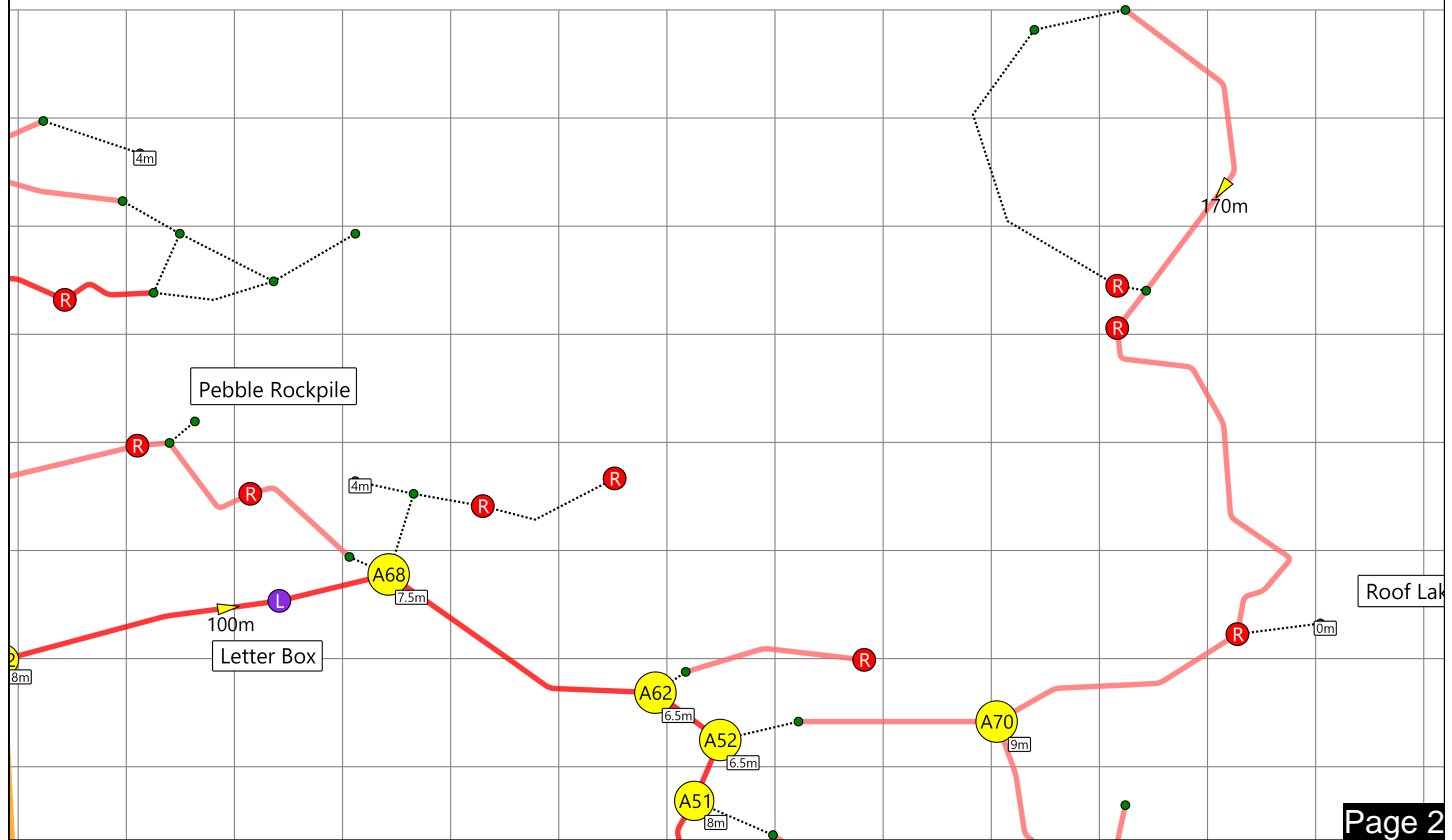 4m
170m
R
R
R
Pebble Rockpile
R
R
4m
R
R
A68
7.5m
Roof Lak
L
100m
R
0m
Letter Box
R
8m
A62
6.5m
A70
A52
9m
6.5m
A51
8m
Page 2